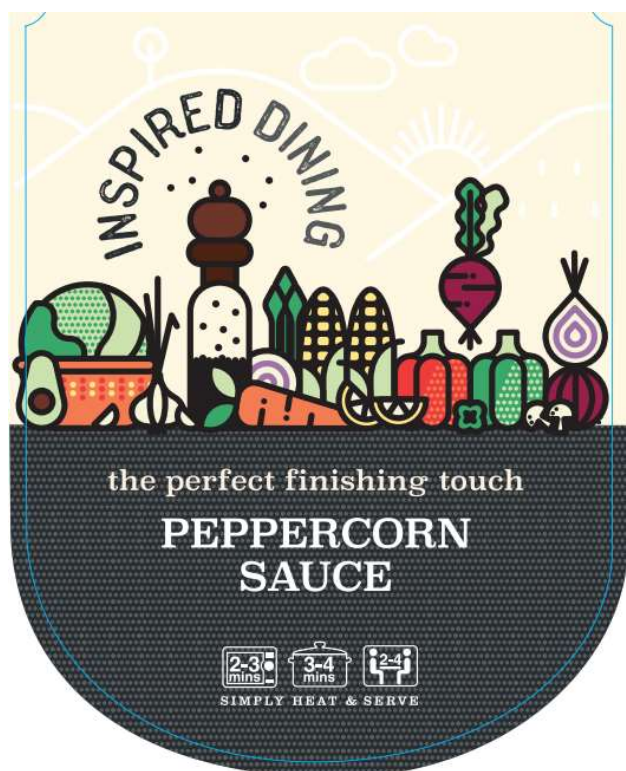 INSPIRED DINING
the perfect finishing touch
PEPPERCORN
SAUCE
2-3 mins
3-4 mins
2-4
SIMPLY HEAT & SERVE